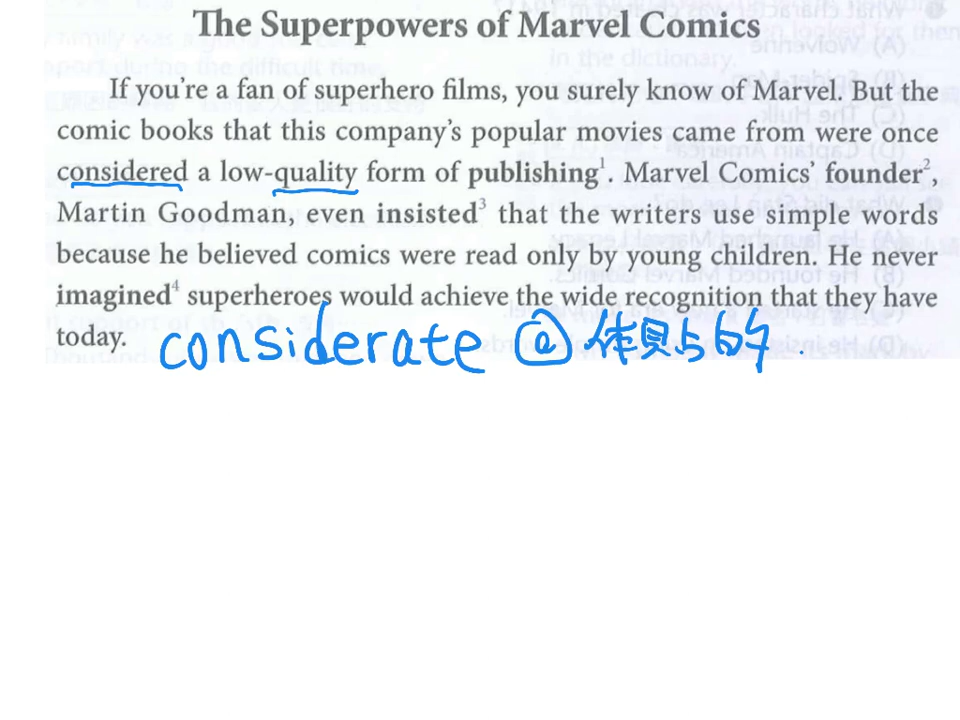 The Superpowers of Marvel Comics
If you're a fan of superhero films, you surely know of Marvel. But the
comic books that this company's popular movies came from were once
considered a low-quality form of publishing1. Marvel Comics' founder2,
Martin Goodman, even insisted3 that the writers use simple words
because he believed comics were read only by young children. He never
imagined4 superheroes would achieve the wide recognition that they have
today.
considerate ⓐ 体貼的